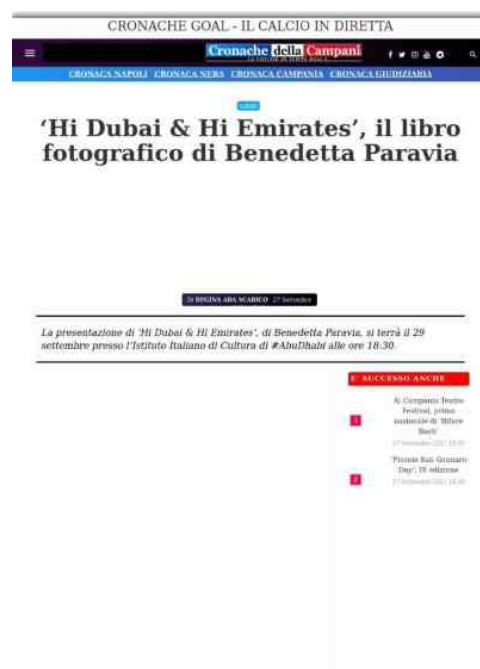 CRONACHE GOAL - IL CALCIO IN DIRETTA
Cronache della Campani
CRONACA NAPOLI CRONACA NERA CRONACA CAMPANIA CRONACA GIUDIZIARIA
‘Hi Dubai & Hi Emirates’, il libro
fotografico di Benedetta Paravia
Di REGINA ADA SCARICO 27 Settembre
La presentazione di ‘Hi Dubai & Hi Emirates’, di Benedetta Paravia, si terrà il 29
settembre presso l’Istituto Italiano di Cultura di #AbuDhabi alle ore 18:30.
E' SUCCESSO ANCHE
Al Campania Teatro
Festival, prima
nazionale di
1
'Premio San Gennaro
Day', IX edizione
2